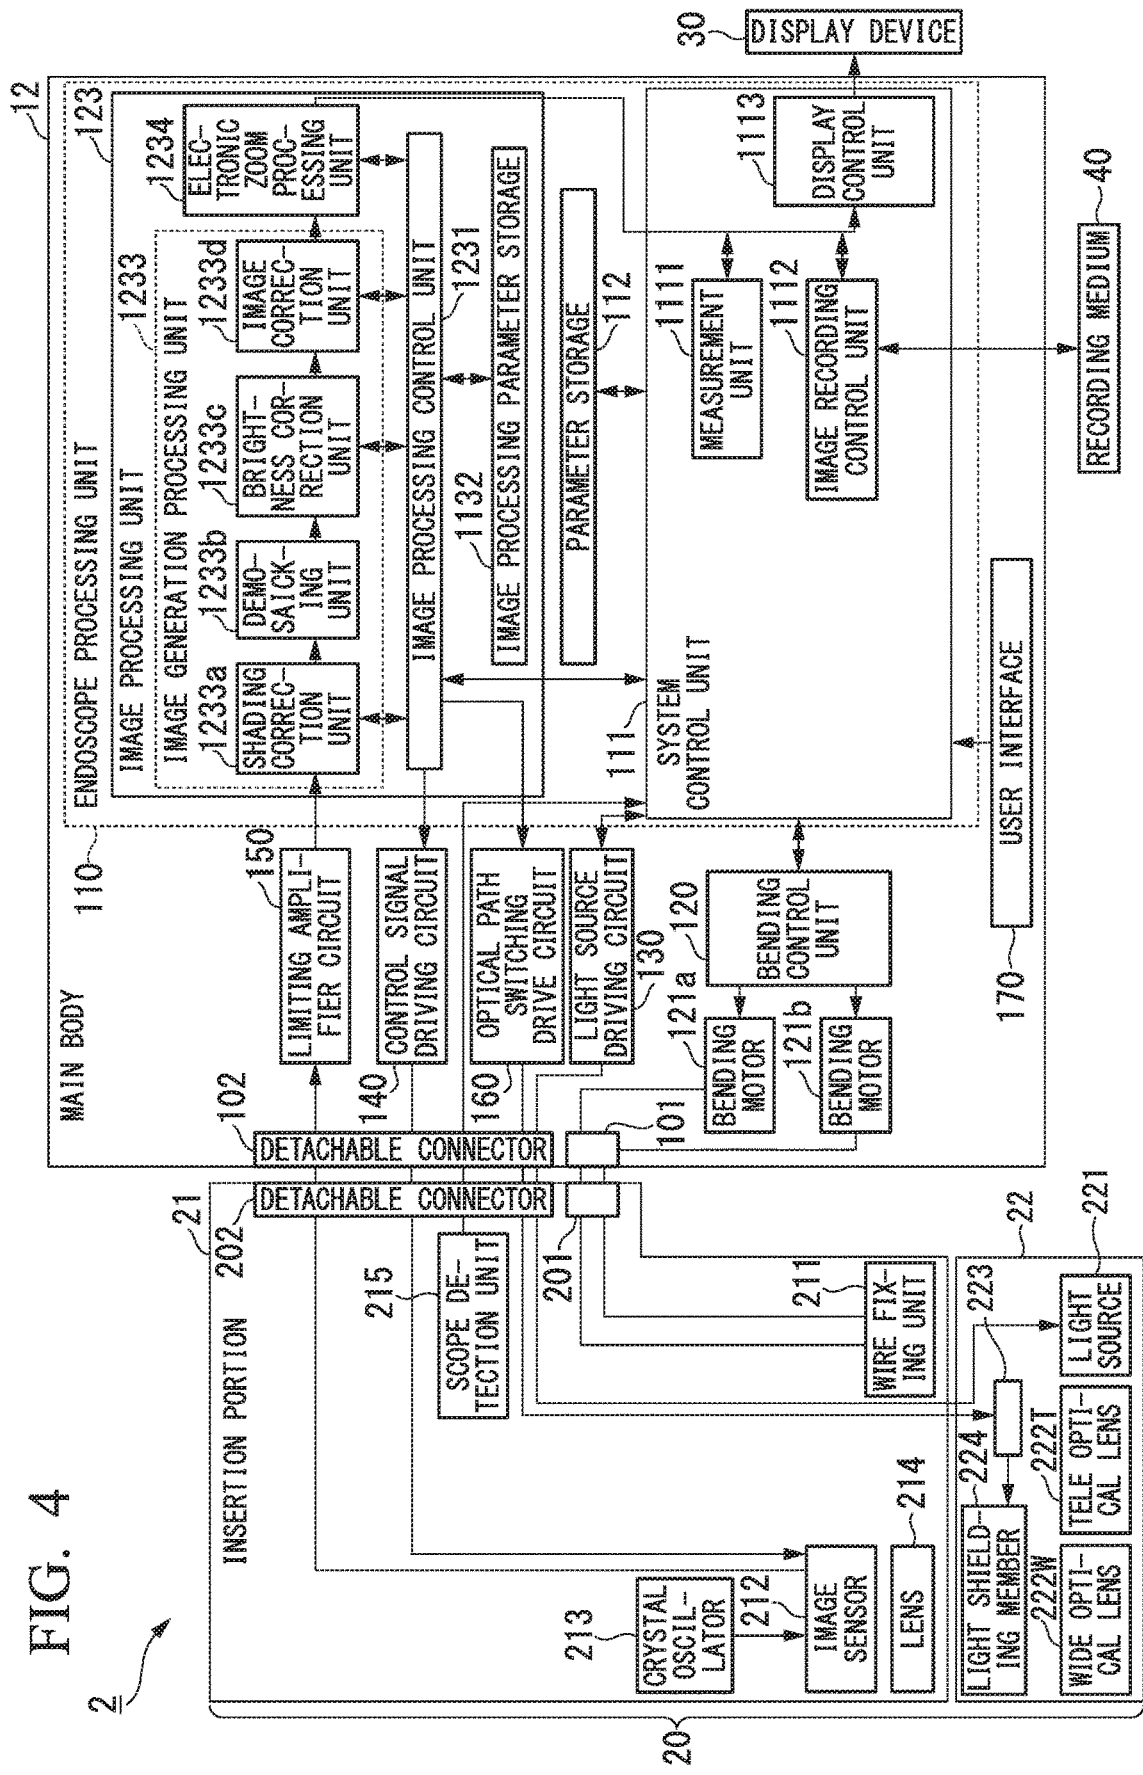 FIG. 4
2
20
INSERTION PORTION
21
202
DETACHABLE CONNECTOR
215
SCOPE DE-
TECTION UNIT
201
211
WIRE FIX-
ING UNIT
213
CRYSTAL
OSCIL-
LATOR
212
IMAGE
SENSOR
214
LENS
22
223
221
LIGHT
SOURCE
224
LIGHT SHIELD-
ING MEMBER
222T
TELE OPTI-
CAL LENS
222W
WIDE OPTI-
CAL LENS
MAIN BODY
12
102
DETACHABLE CONNECTOR
101
150
LIMITING AMPLI-
FIER CIRCUIT
140
CONTROL SIGNAL
DRIVING CIRCUIT
160
OPTICAL PATH
SWITCHING
DRIVE CIRCUIT
LIGHT SOURCE
DRIVING CIRCUIT
130
121a
BENDING
MOTOR
121b
BENDING
MOTOR
120
BENDING
CONTROL
UNIT
170
USER INTERFACE
110
ENDOSCOPE PROCESSING UNIT
123
IMAGE PROCESSING UNIT
1233
IMAGE GENERATION PROCESSING UNIT
1233a
SHADING
CORREC-
TION
UNIT
1233b
DEMO-
SAICK-
ING
UNIT
1233c
BRIGHT-
NESS COR-
RECTION
UNIT
1233d
IMAGE
CORREC-
TION
UNIT
1234
ELEC-
TRONIC
ZOOM
PROC-
ESSING
UNIT
IMAGE PROCESSING CONTROL UNIT
1231
1132
IMAGE PROCESSING PARAMETER STORAGE
PARAMETER STORAGE
112
111
SYSTEM
CONTROL UNIT
1111
MEASUREMENT
UNIT
1112
IMAGE RECORDING
CONTROL UNIT
1113
DISPLAY
CONTROL
UNIT
30
DISPLAY DEVICE
40
RECORDING MEDIUM